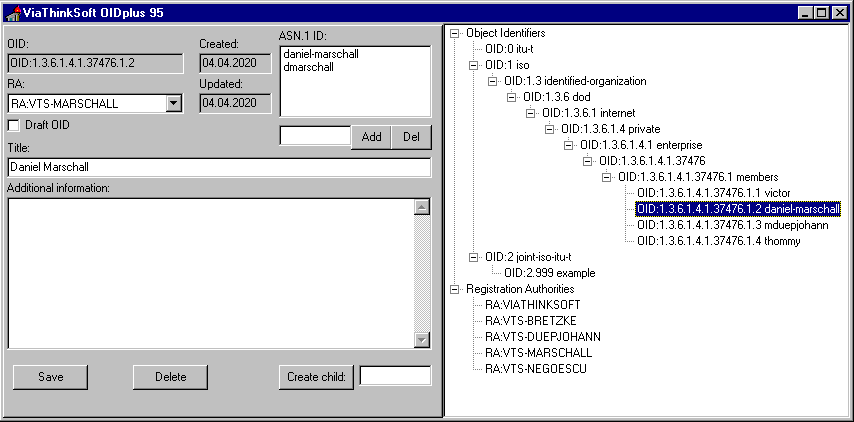 ViaThinkSoft OIDplus 95
OID:
OID:1.3.6.1.4.1.37476.1.2
Created:
04.04.2020
ASN.1 ID:
daniel-marschall
dmarschall
RA:
RA:VTS-MARSCHALL
Updated:
04.04.2020
Draft OID
Add
Del
Title:
Daniel Marschall
Additional information:
Save
Delete
Create child:
Object Identifiers
OID:0 itu-t
OID:1 iso
OID:1.3 identified-organization
OID:1.3.6 dod
OID:1.3.6.1 internet
OID:1.3.6.1.4 private
OID:1.3.6.1.4.1 enterprise
OID:1.3.6.1.4.1.37476
OID:1.3.6.1.4.1.37476.1 members
OID:1.3.6.1.4.1.37476.1.1 victor
OID:1.3.6.1.4.1.37476.1.2 daniel-marschall
OID:1.3.6.1.4.1.37476.1.3 mduepjohann
OID:1.3.6.1.4.1.37476.1.4 thommy
OID:2 joint-iso-itu-t
OID:2.999 example
Registration Authorities
RA:VIATHINKSOFT
RA:VTS-BRETZKE
RA:VTS-DUEPJOHANN
RA:VTS-MARSCHALL
RA:VTS-NEGOESCU